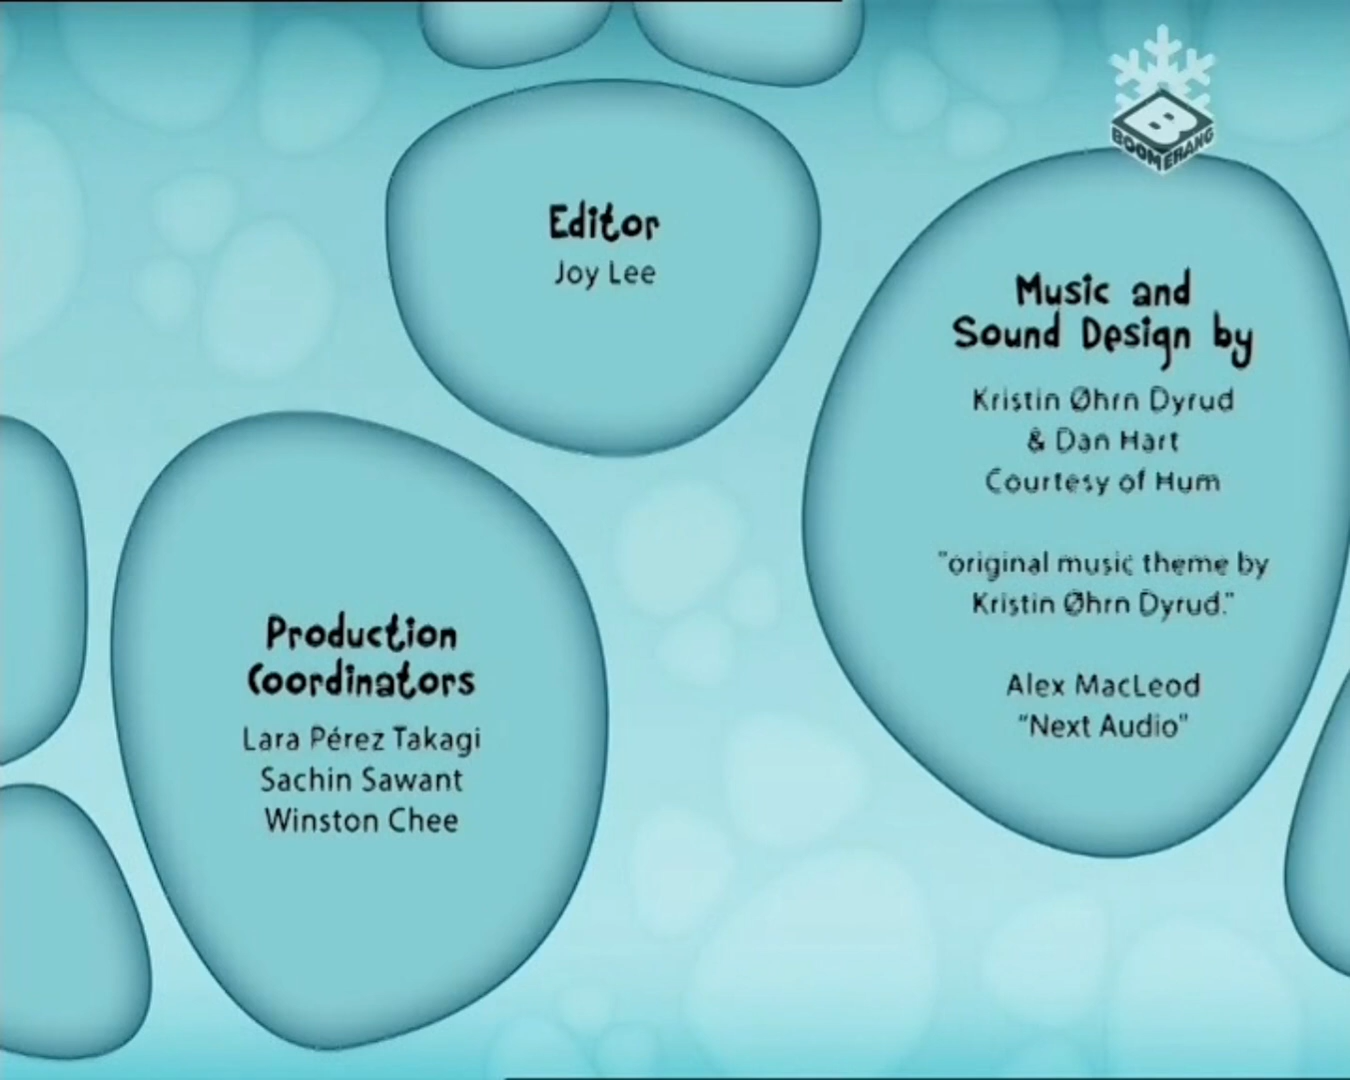 BOOMERANG
Editor
Joy Lee
Music and
Sound Design by
Kristin Øhrn Dyrud
& Dan Hart
Courtesy of Hum
"original music theme by
Kristin Øhrn Dyrud."
Alex MacLeod
"Next Audio"
Production
Coordinators
Lara Pérez Takagi
Sachin Sawant
Winston Chee